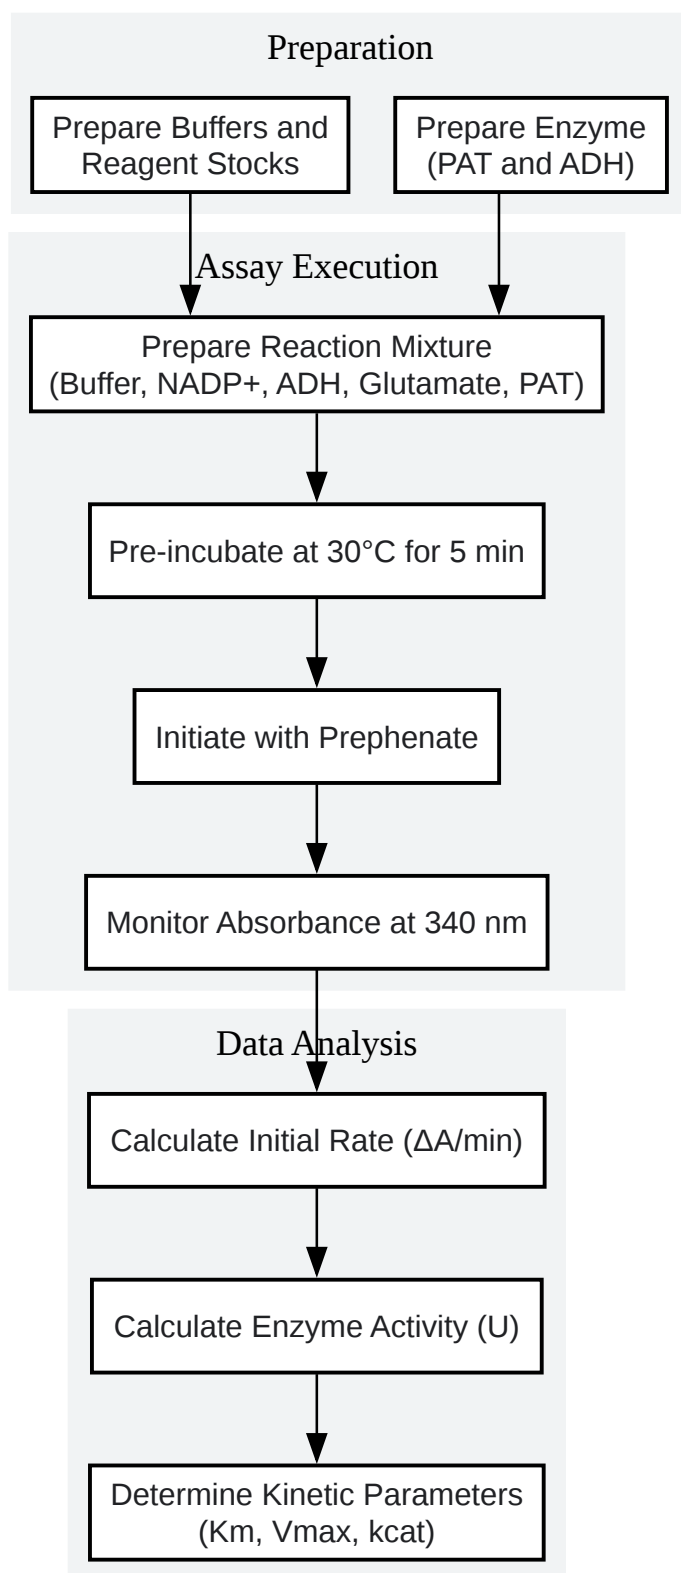 Preparation
Prepare Buffers and
Reagent Stocks
Prepare Enzyme
(PAT and ADH)
Assay Execution
Prepare Reaction Mixture
(Buffer, NADP+, ADH, Glutamate, PAT)
Pre-incubate at 30°C for 5 min
Initiate with Prephenate
Monitor Absorbance at 340 nm
Data Analysis
Calculate Initial Rate (ΔA/min)
Calculate Enzyme Activity (U)
Determine Kinetic Parameters
(Km, Vmax, kcat)